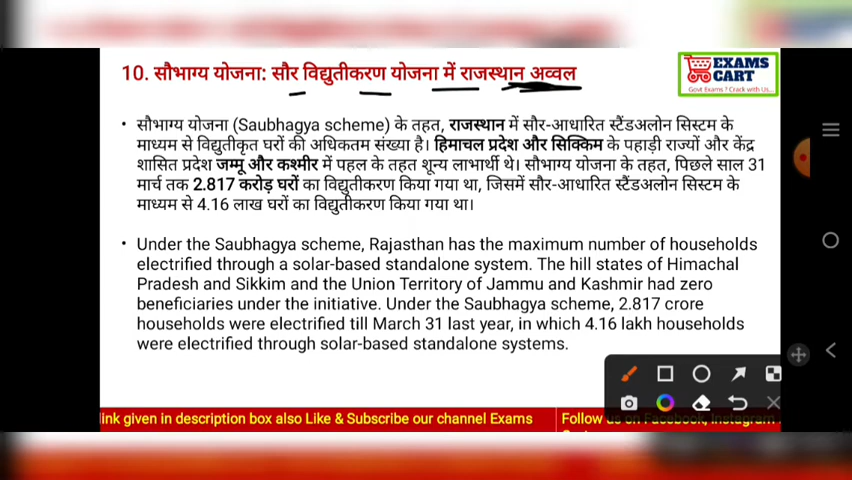 10. सौभाग्य योजना: सौर विद्युतीकरण योजना में राजस्थान अव्वल
EXAMS
CART
Govt Exams ? Crack with Us...
• सौभाग्य योजना (Saubhagya scheme) के तहत, राजस्थान में सौर-आधारित स्टैंडअलोन सिस्टम के
माध्यम से विद्युतीकृत घरों की अधिकतम संख्या है। हिमाचल प्रदेश और सिक्किम के पहाड़ी राज्यों और केंद्र
शासित प्रदेश जम्मू और कश्मीर में पहल के तहत शून्य लाभार्थी थे। सौभाग्य योजना के तहत, पिछले साल 31
मार्च तक 2.817 करोड़ घरों का विद्युतीकरण किया गया था, जिसमें सौर-आधारित स्टैंडअलोन सिस्टम के
माध्यम से 4.16 लाख घरों का विद्युतीकरण किया गया था।
• Under the Saubhagya scheme, Rajasthan has the maximum number of households
electrified through a solar-based standalone system. The hill states of Himachal
Pradesh and Sikkim and the Union Territory of Jammu and Kashmir had zero
beneficiaries under the initiative. Under the Saubhagya scheme, 2.817 crore
households were electrified till March 31 last year, in which 4.16 lakh households
were electrified through solar-based standalone systems.
link given in description box also Like & Subscribe our channel Exams
Follow us on Facebook, Instagram